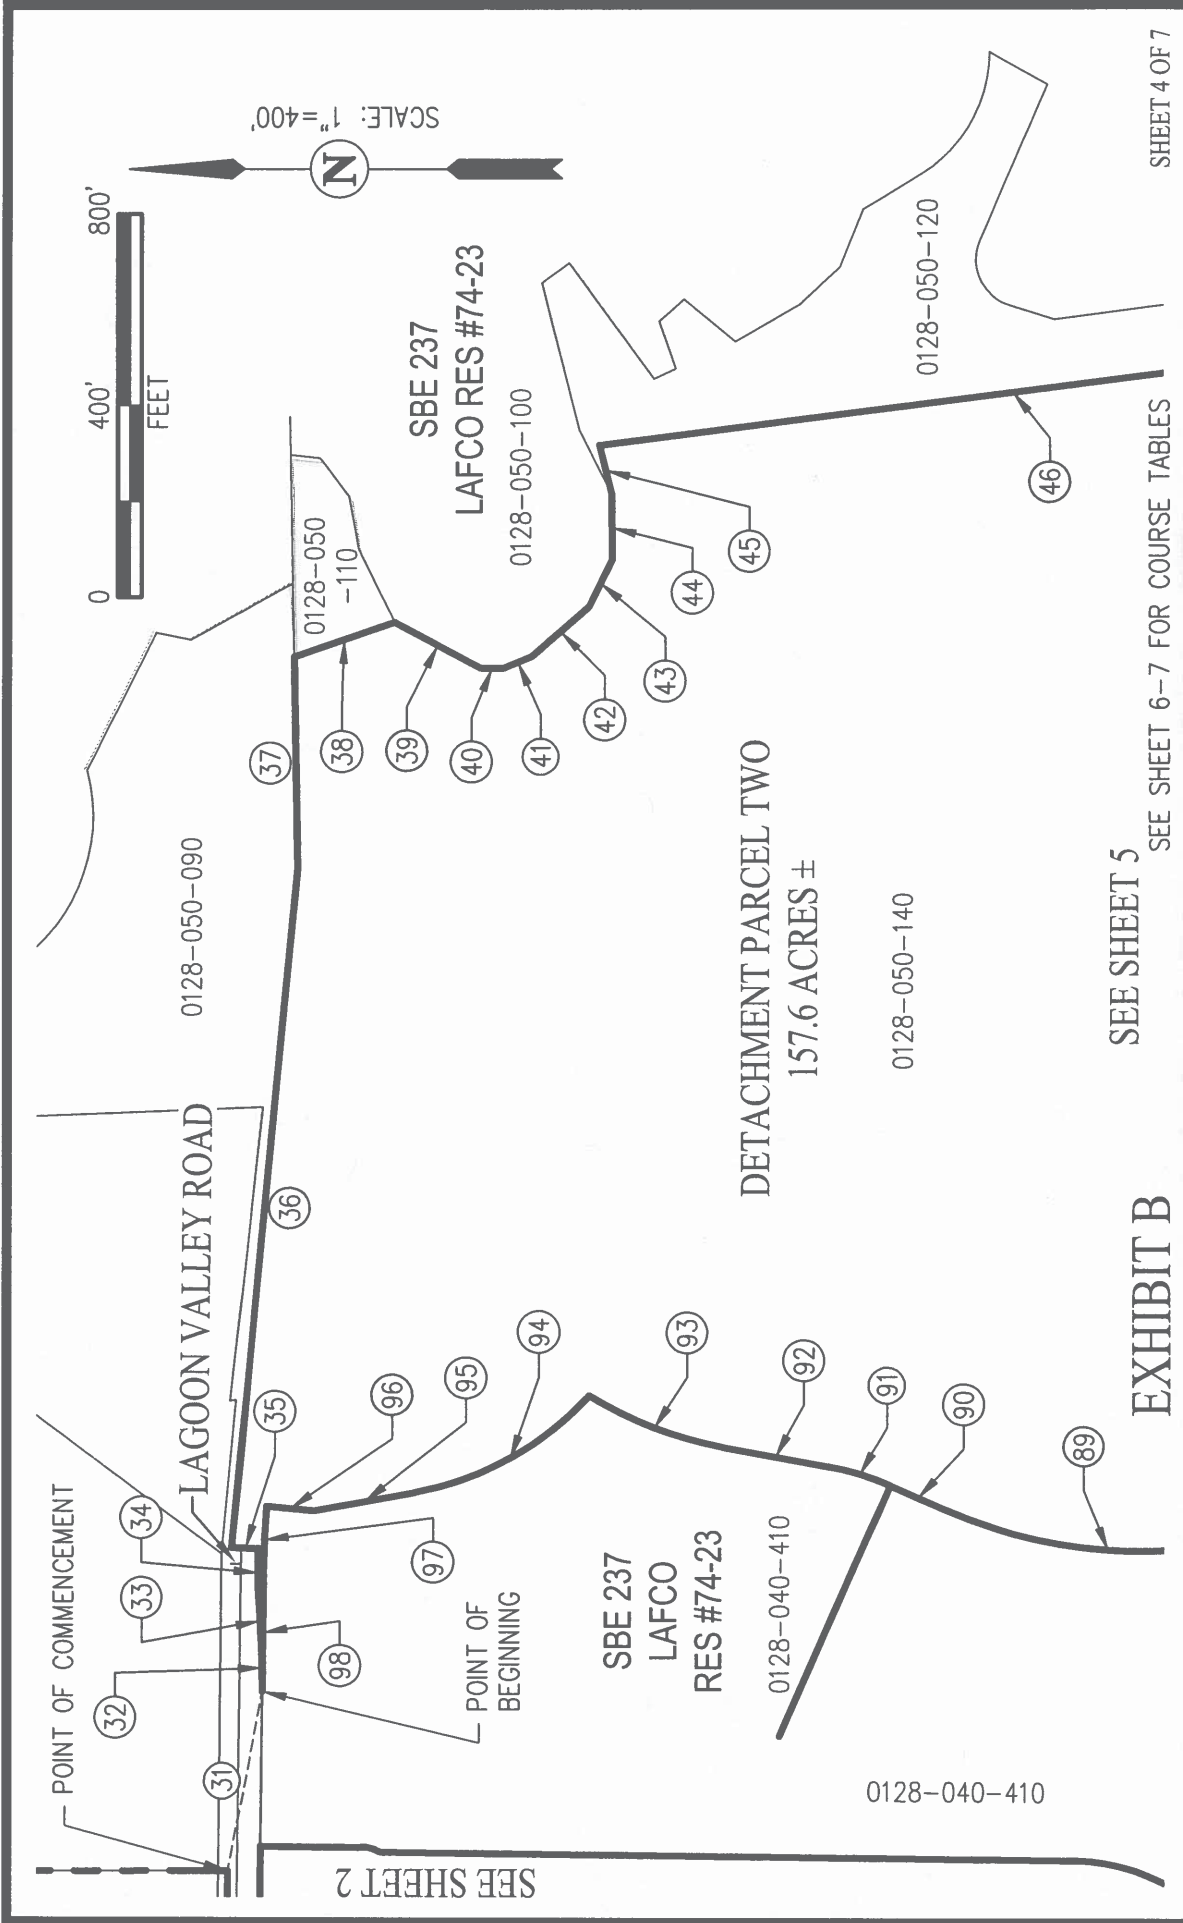 POINT OF COMMENCEMENT
LAGOON VALLEY ROAD
0128-050-090
0
400'
800'
FEET
N
SCALE: 1"=400'
31
32
33
34
35
36
37
38
39
40
41
42
43
44
45
46
0128-050
-110
SBE 237
LAFCO RES #74-23
0128-050-100
0128-050-120
POINT OF
BEGINNING
98
97
96
95
94
93
92
91
90
89
SBE 237
LAFCO
RES #74-23
0128-040-410
0128-040-410
DETACHMENT PARCEL TWO
157.6 ACRES ±
0128-050-140
SEE SHEET 2
SEE SHEET 5
EXHIBIT B
SEE SHEET 6-7 FOR COURSE TABLES
SHEET 4 OF 7